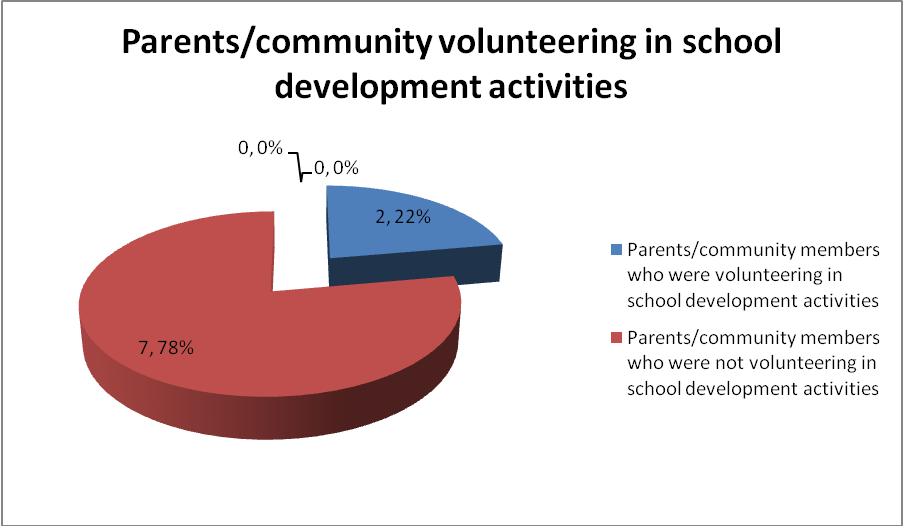 Parents/community volunteering in school
development activities
0, 0%
0, 0%
2, 22%
7, 78%
Parents/community members
who were volunteering in
school development activities
Parents/community members
who were not volunteering in
school development activities